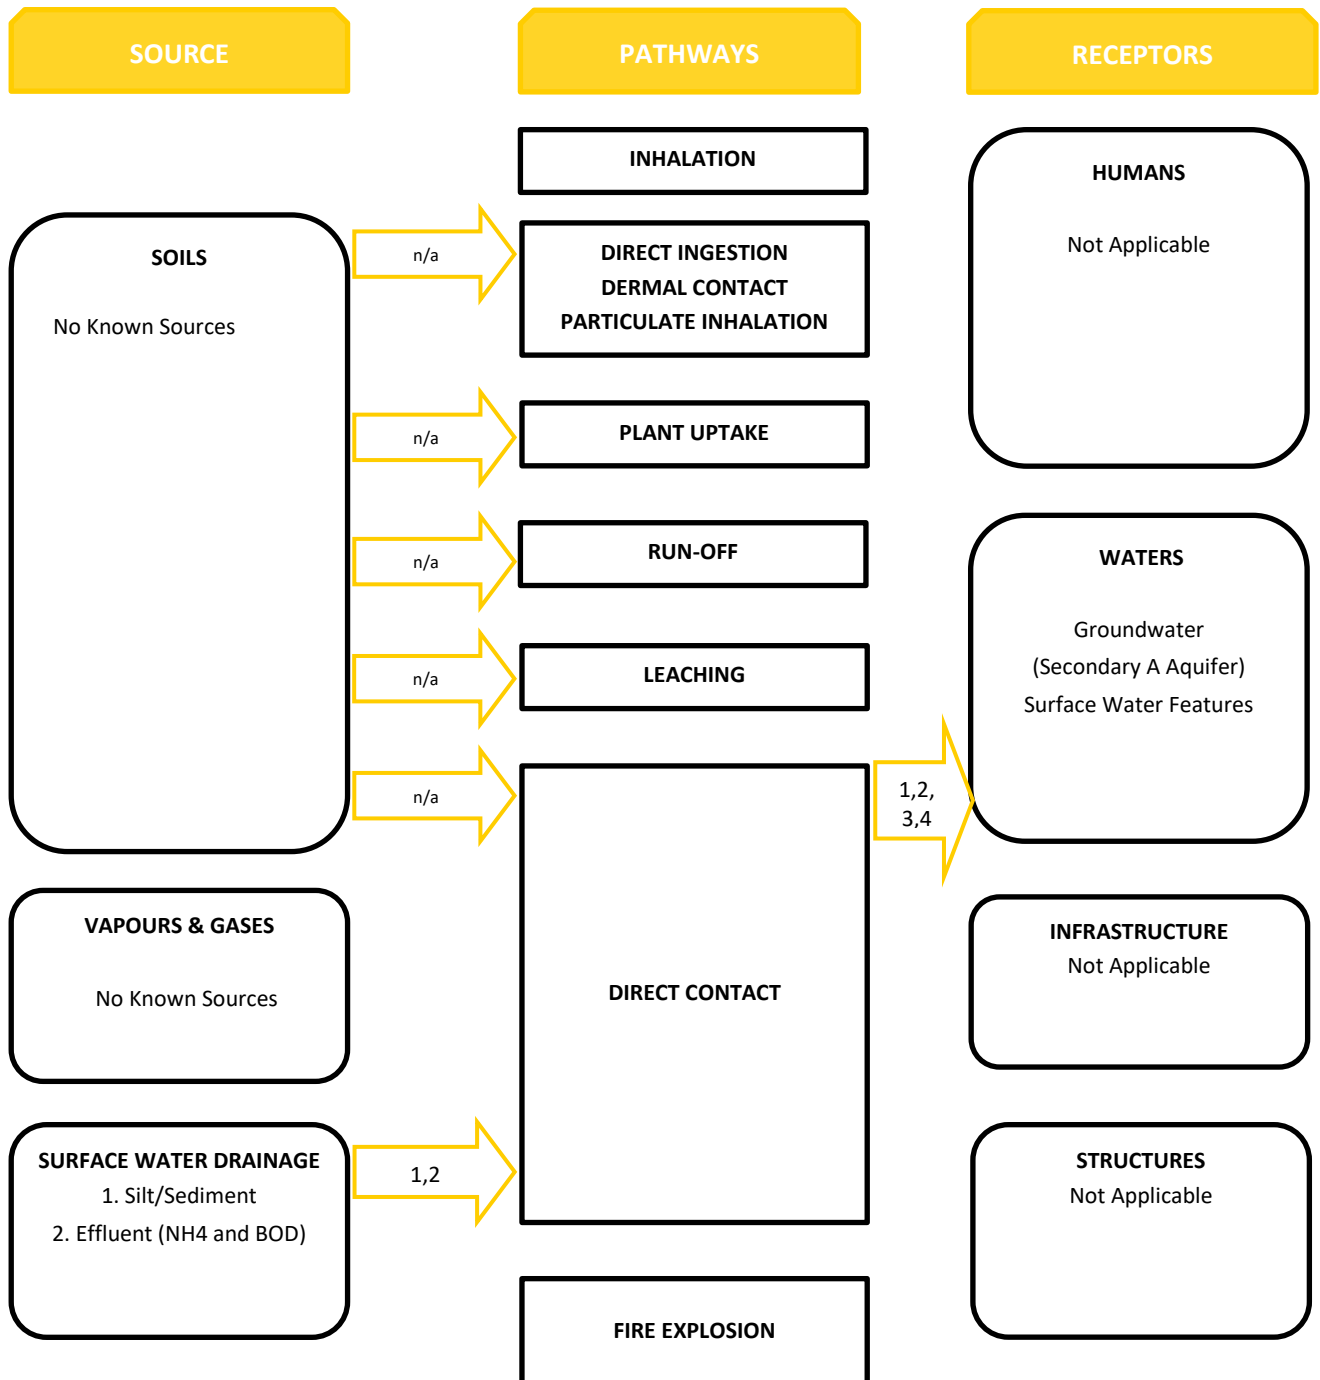 SOURCE
PATHWAYS
RECEPTORS
SOILS
No Known Sources
VAPOURS & GASES
No Known Sources
SURFACE WATER DRAINAGE
1. Silt/Sediment
2. Effluent (NH4 and BOD)
n/a
n/a
n/a
n/a
n/a
1,2
INHALATION
DIRECT INGESTION
DERMAL CONTACT
PARTICULATE INHALATION
PLANT UPTAKE
RUN-OFF
LEACHING
DIRECT CONTACT
FIRE EXPLOSION
1,2,
3,4
HUMANS
Not Applicable
WATERS
Groundwater
(Secondary A Aquifer)
Surface Water Features
INFRASTRUCTURE
Not Applicable
STRUCTURES
Not Applicable